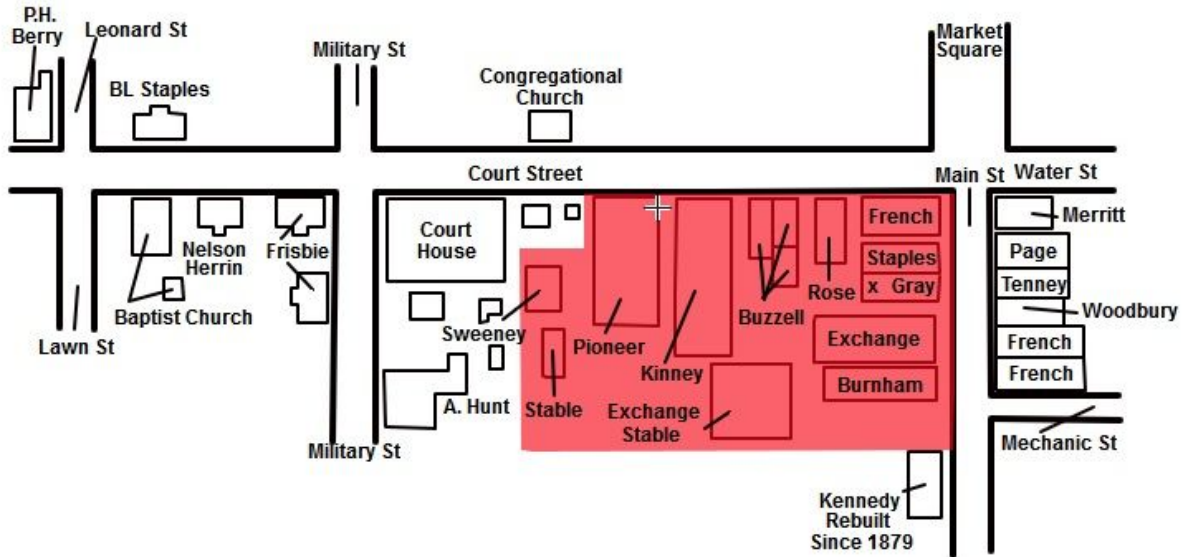 P.H.
Berry
Leonard St
BL Staples
Military St
Congregational
Church
Market
Square
Court Street
Main St
Water St
Baptist Church
Nelson
Herrin
Frisbie
Court
House
French
Staples
x Gray
Merritt
Page
Tenney
Woodbury
French
French
Lawn St
Sweeney
Pioneer
Kinney
Buzzell
Rose
Exchange
Burnham
A. Hunt
Stable
Exchange
Stable
Military St
Mechanic St
Kennedy
Rebuilt
Since 1879